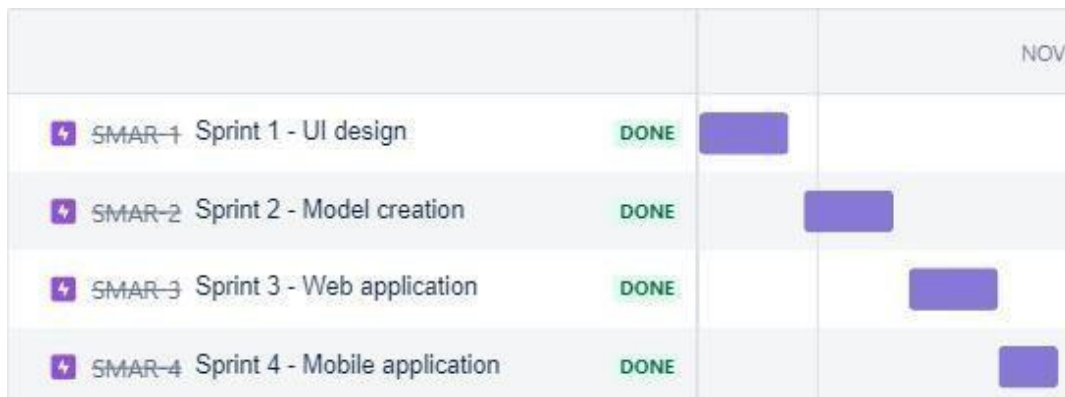 NOV
SMAR-1 Sprint 1 - UI design DONE
SMAR-2 Sprint 2 - Model creation DONE
SMAR-3 Sprint 3 - Web application DONE
SMAR-4 Sprint 4 - Mobile application DONE